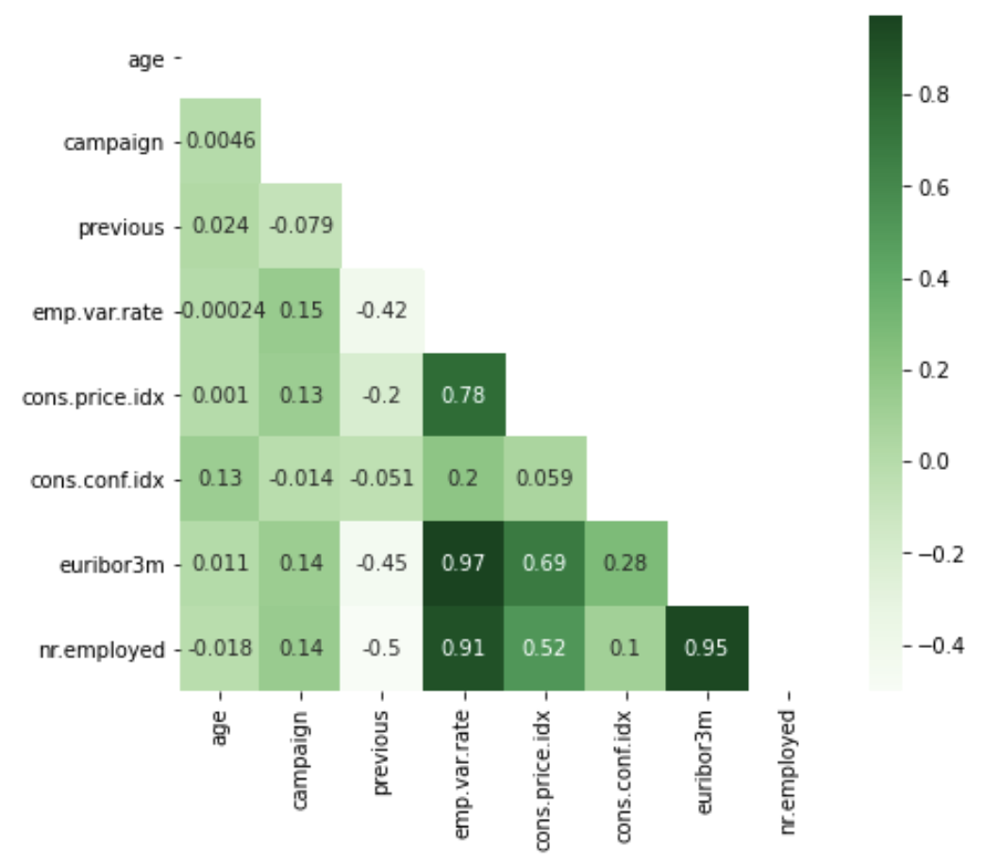 age
campaign 0.0046
previous 0.024 -0.079
emp.var.rate -0.00024 0.15 -0.42
cons.price.idx 0.001 0.13 -0.2 0.78
cons.conf.idx 0.13 -0.014 -0.051 0.2 0.059
euribor3m 0.011 0.14 -0.45 0.97 0.69 0.28
nr.employed -0.018 0.14 -0.5 0.91 0.52 0.1 0.95
age campaign previous emp.var.rate cons.price.idx cons.conf.idx euribor3m nr.employed
0.8
0.6
0.4
0.2
0.0
−0.2
−0.4